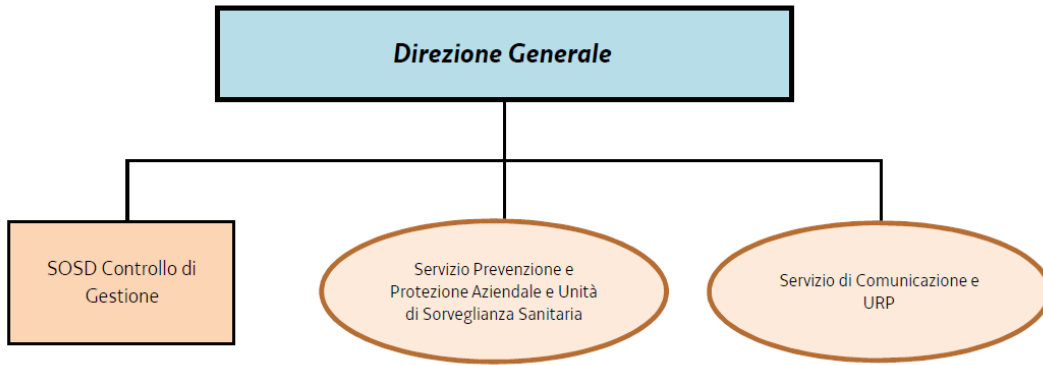 Direzione Generale
SOSD Controllo di
Gestione
Servizio Prevenzione e
Protezione Aziendale e Unità
di Sorveglianza Sanitaria
Servizio di Comunicazione e
URP